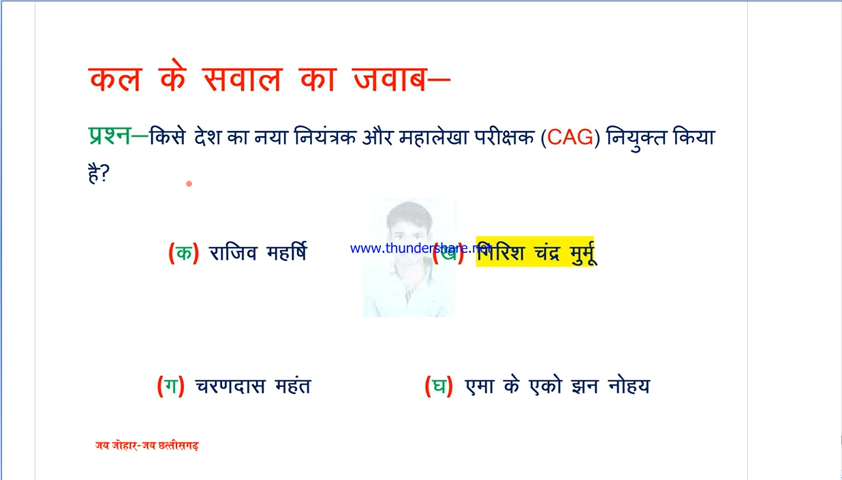 कल के सवाल का जवाब–
प्रश्न–किसे देश का नया नियंत्रक और महालेखा परीक्षक (CAG) नियुक्त किया
है?
(क) राजिव महर्षि (ख) गिरिश चंद्र मुर्मू
www.thundershare.net
(ग) चरणदास महंत (घ) एमा के एको झन नोहय
जय जोहार्-जय छत्तीसगढ़